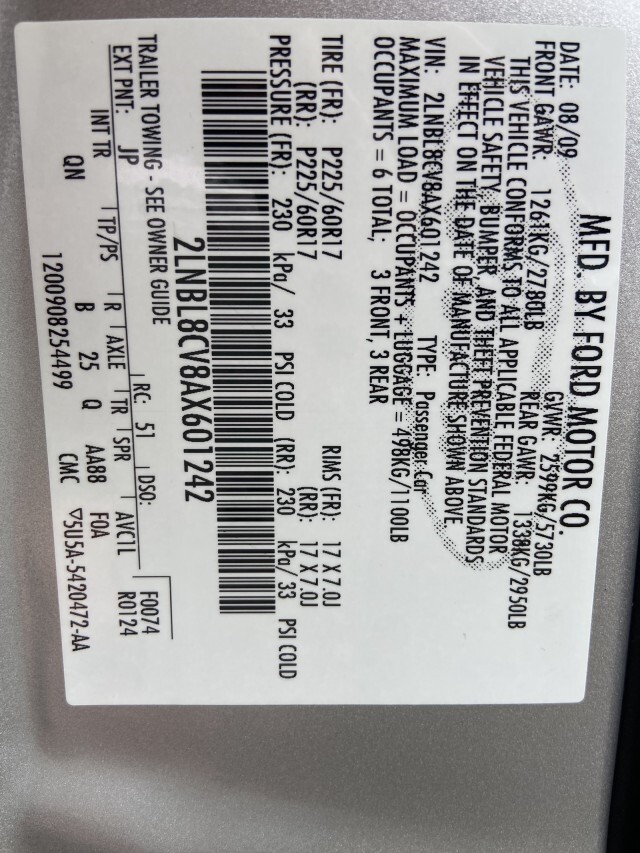 MFD. BY FORD MOTOR CO.
DATE: 08/09 GVWR: 2599KG/5730LB
FRONT GAWR: 1261KG/2780LB REAR GAWR: 1338KG/2950LB
THIS VEHICLE CONFORMS TO ALL APPLICABLE FEDERAL MOTOR
VEHICLE SAFETY, BUMPER, AND THEFT PREVENTION STANDARDS
IN EFFECT ON THE DATE OF MANUFACTURE SHOWN ABOVE.
VIN: 2LNBL8CV8AX601242 TYPE: Passenger Car
MAXIMUM LOAD = OCCUPANTS + LUGGAGE = 498KG/1100LB
OCCUPANTS = 6 TOTAL, 3 FRONT, 3 REAR
TIRE (FR): P225/60R17 RIMS (FR): 17 X 7.0J
(RR): P225/60R17 (RR): 17 X 7.0J
PRESSURE (FR): 230 kPa/ 33 PSI COLD (RR): 230 kPa/ 33 PSI COLD
2LNBL8CV8AX601242
TRAILER TOWING - SEE OWNER GUIDE F0074
EXT PNT: JP RC: 51 DSO: R0124
INT TR TP/PS R AXLE TR SPR AVC1L
QN B 25 Q AA88 F0A
1200908254499 CMC ▽5U5A-5420472-AA